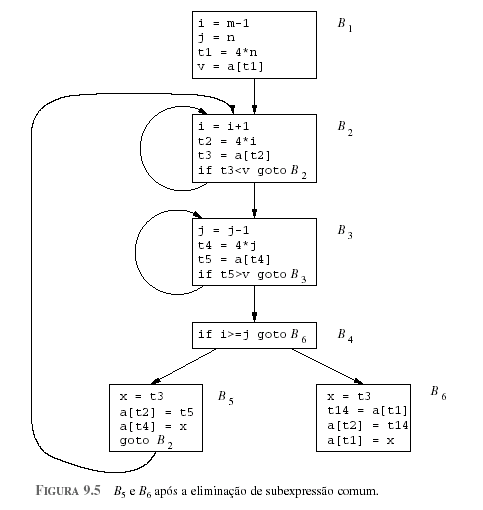 i = m-1
j = n
t1 = 4*n
v = a[t1]
B1
i = i+1
t2 = 4*i
t3 = a[t2]
if t3<v goto B2
B2
j = j-1
t4 = 4*j
t5 = a[t4]
if t5>v goto B3
B3
if i>=j goto B6
B4
x = t3
a[t2] = t5
a[t4] = x
goto B2
B5
x = t3
t14 = a[t1]
a[t2] = t14
a[t1] = x
B6
FIGURA 9.5 B5 e B6 após a eliminação de subexpressão comum.